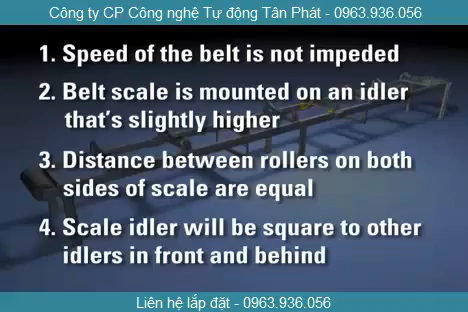 Công ty CP Công nghệ Tự động Tân Phát - 0963.936.056
1. Speed of the belt is not impeded
2. Belt scale is mounted on an idler
that's slightly higher
3. Distance between rollers on both
sides of scale are equal
4. Scale idler will be square to other
idlers in front and behind
Liên hệ lắp đặt - 0963.936.056